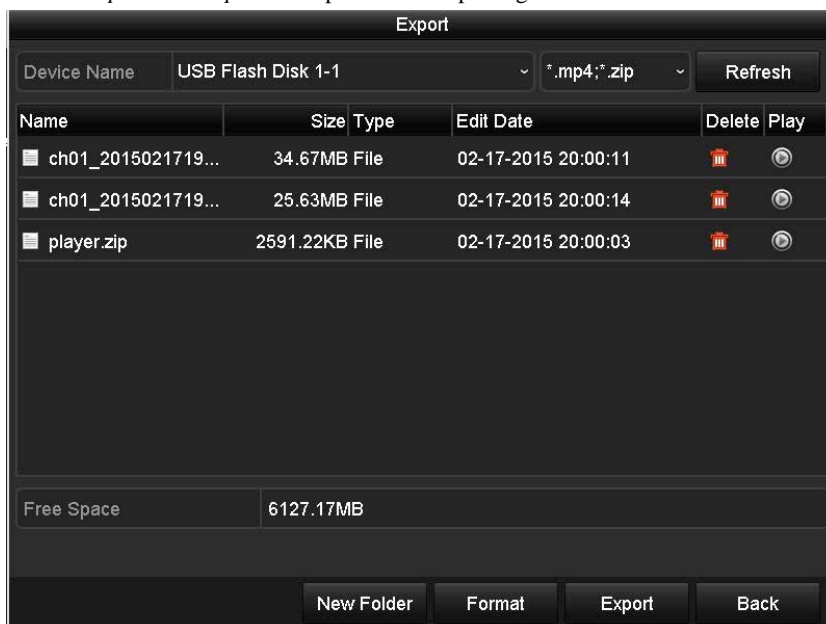 Export
Device Name USB Flash Disk 1-1 *.mp4;*.zip Refresh
Name Size Type Edit Date Delete Play
ch01_2015021719... 34.67MB File 02-17-2015 20:00:11
ch01_2015021719... 25.63MB File 02-17-2015 20:00:14
player.zip 2591.22KB File 02-17-2015 20:00:03
Free Space 6127.17MB
New Folder Format Export Back